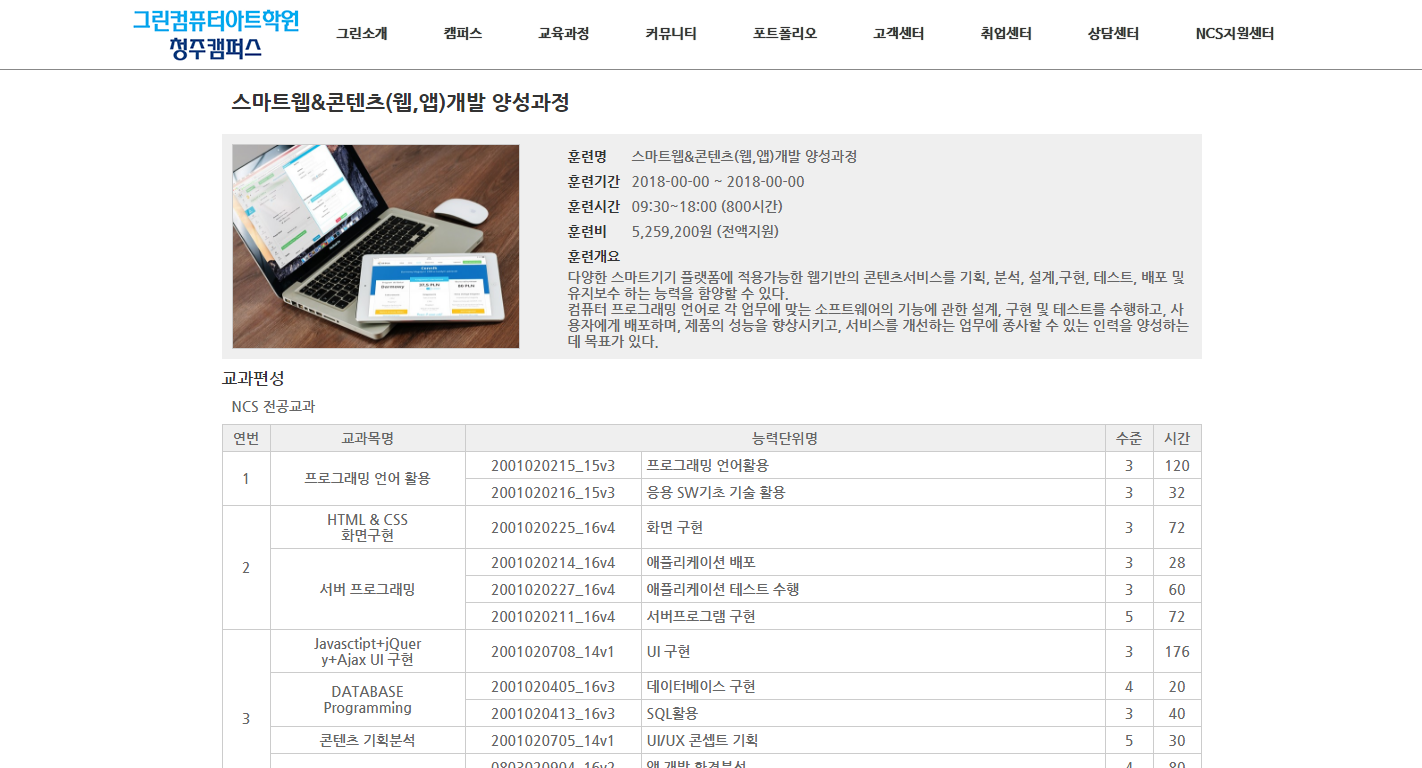 그린컴퓨터아트학원
청주캠퍼스
그린소개 캠퍼스 교육과정 커뮤니티 포트폴리오 고객센터 취업센터 상담센터 NCS지원센터
스마트웹&콘텐츠(웹,앱)개발 양성과정
훈련명 스마트웹&콘텐츠(웹,앱)개발 양성과정
훈련기간 2018-00-00 ~ 2018-00-00
훈련시간 09:30~18:00 (800시간)
훈련비 5,259,200원 (전액지원)
훈련개요
다양한 스마트기기 플랫폼에 적용가능한 웹기반의 콘텐츠서비스를 기획, 분석, 설계,구현, 테스트, 배포 및
유지보수 하는 능력을 함양할 수 있다.
컴퓨터 프로그래밍 언어로 각 업무에 맞는 소프트웨어의 기능에 관한 설계, 구현 및 테스트를 수행하고, 사
용자에게 배포하며, 제품의 성능을 향상시키고, 서비스를 개선하는 업무에 종사할 수 있는 인력을 양성하는
데 목표가 있다.
교과편성
NCS 전공교과
연번 교과목명 능력단위명 수준 시간
1 프로그래밍 언어 활용 2001020215_15v3 프로그래밍 언어활용 3 120
2001020216_15v3 응용 SW기초 기술 활용 3 32
2 HTML & CSS
화면구현 2001020225_16v4 화면 구현 3 72
서버 프로그래밍 2001020214_16v4 애플리케이션 배포 3 28
2001020227_16v4 애플리케이션 테스트 수행 3 60
2001020211_16v4 서버프로그램 구현 5 72
3 Javasctipt+jQuer
y+Ajax UI 구현 2001020708_14v1 UI 구현 3 176
DATABASE
Programming 2001020405_16v3 데이터베이스 구현 4 20
2001020413_16v3 SQL활용 3 40
콘텐츠 기획분석 2001020705_14v1 UI/UX 콘셉트 기획 5 30
0803020904_16v2 앱 개발 환경분석 4 80